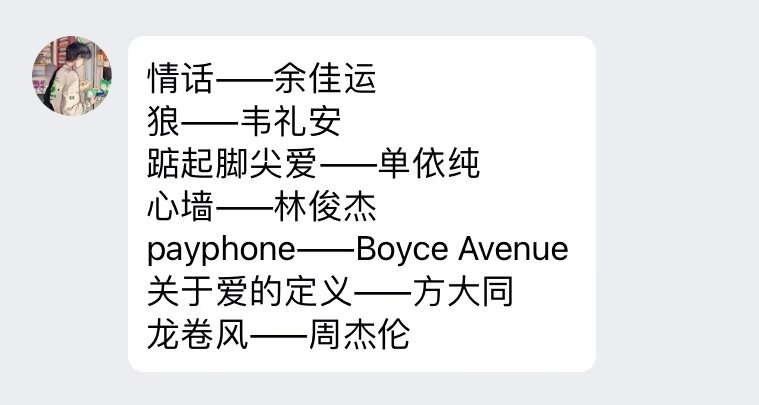 情话——余佳运
狼——韦礼安
踮起脚尖爱——单依纯
心墙——林俊杰
payphone——Boyce Avenue
关于爱的定义——方大同
龙卷风——周杰伦